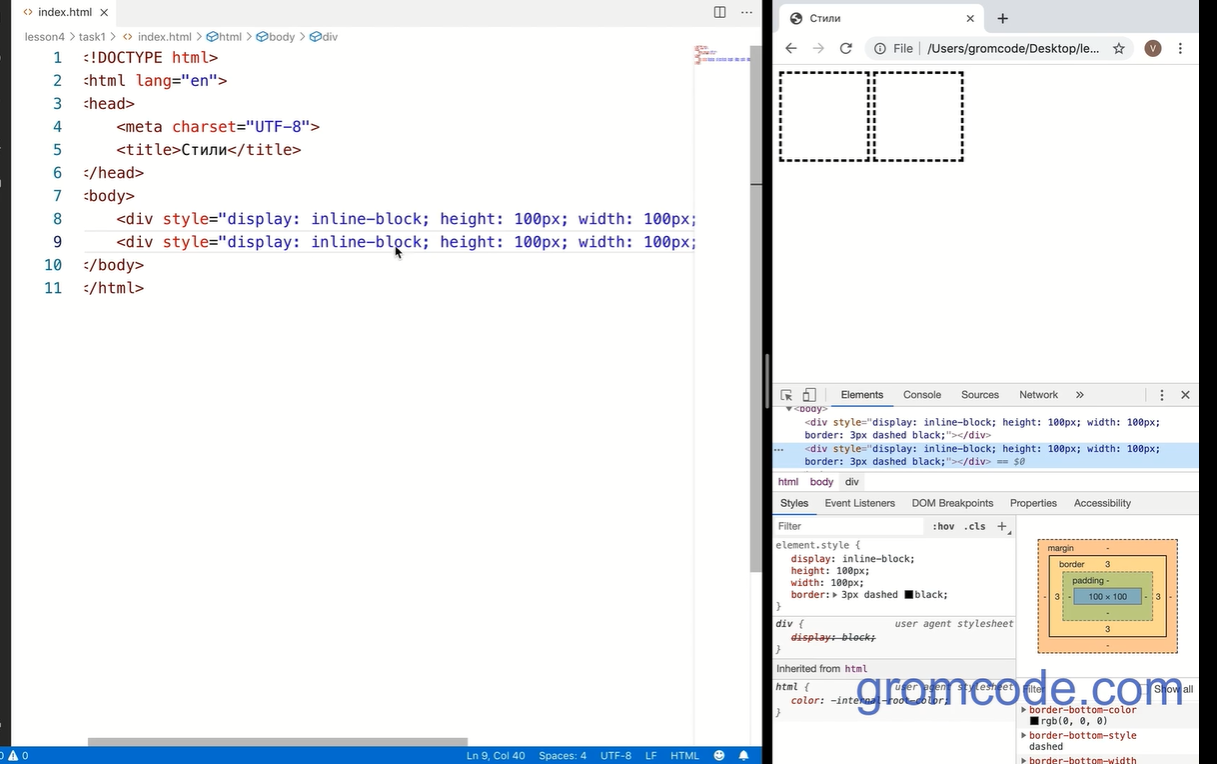 index.html
lesson4 > task1 > index.html > html > body > div
1 <!DOCTYPE html>
2 <html lang="en">
3 <head>
4 <meta charset="UTF-8">
5 <title>Стили</title>
6 </head>
7 <body>
8 <div style="display: inline-block; height: 100px; width: 100px;
9 <div style="display: inline-block; height: 100px; width: 100px;
10 </body>
11 </html>
0 0
Ln 9, Col 40 Spaces: 4 UTF-8 LF HTML
Стили
File /Users/gromcode/Desktop/le... V
Elements Console Sources Network »
<body>
<div style="display: inline-block; height: 100px; width: 100px;
border: 3px dashed black;"></div>
... <div style="display: inline-block; height: 100px; width: 100px;
border: 3px dashed black;"></div> == $0
html body div
Styles Event Listeners DOM Breakpoints Properties Accessibility
Filter :hov .cls +
element.style {
display: inline-block;
height: 100px;
width: 100px;
border: 3px dashed black;
}
div { user agent stylesheet
display: block;
}
Inherited from html
html { user agent stylesheet
color: -internal-root-color;
}
margin -
border 3
padding -
- 3 - 100 × 100 - 3 -
-
3
-
Filter Show all
border-bottom-color
rgb(0, 0, 0)
border-bottom-style
dashed
border-bottom-width
gromcode.com